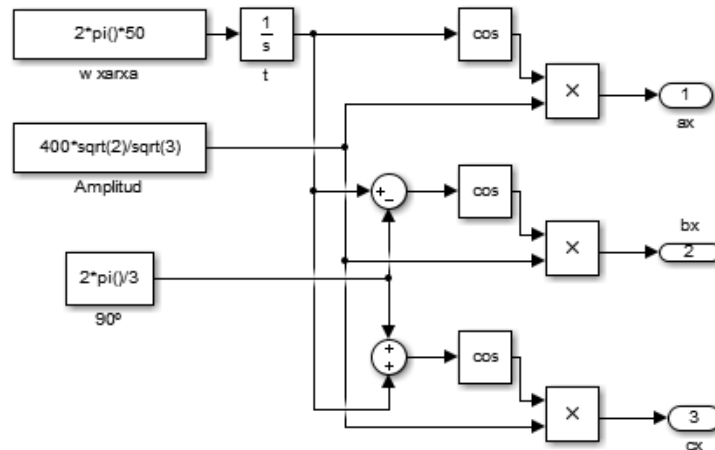 2*pi()*50
w xarxa
1
s
t
cos
×
1
ax
400*sqrt(2)/sqrt(3)
Amplitud
+
−
cos
×
bx
2
2*pi()/3
90º
+
+
cos
×
3
cx